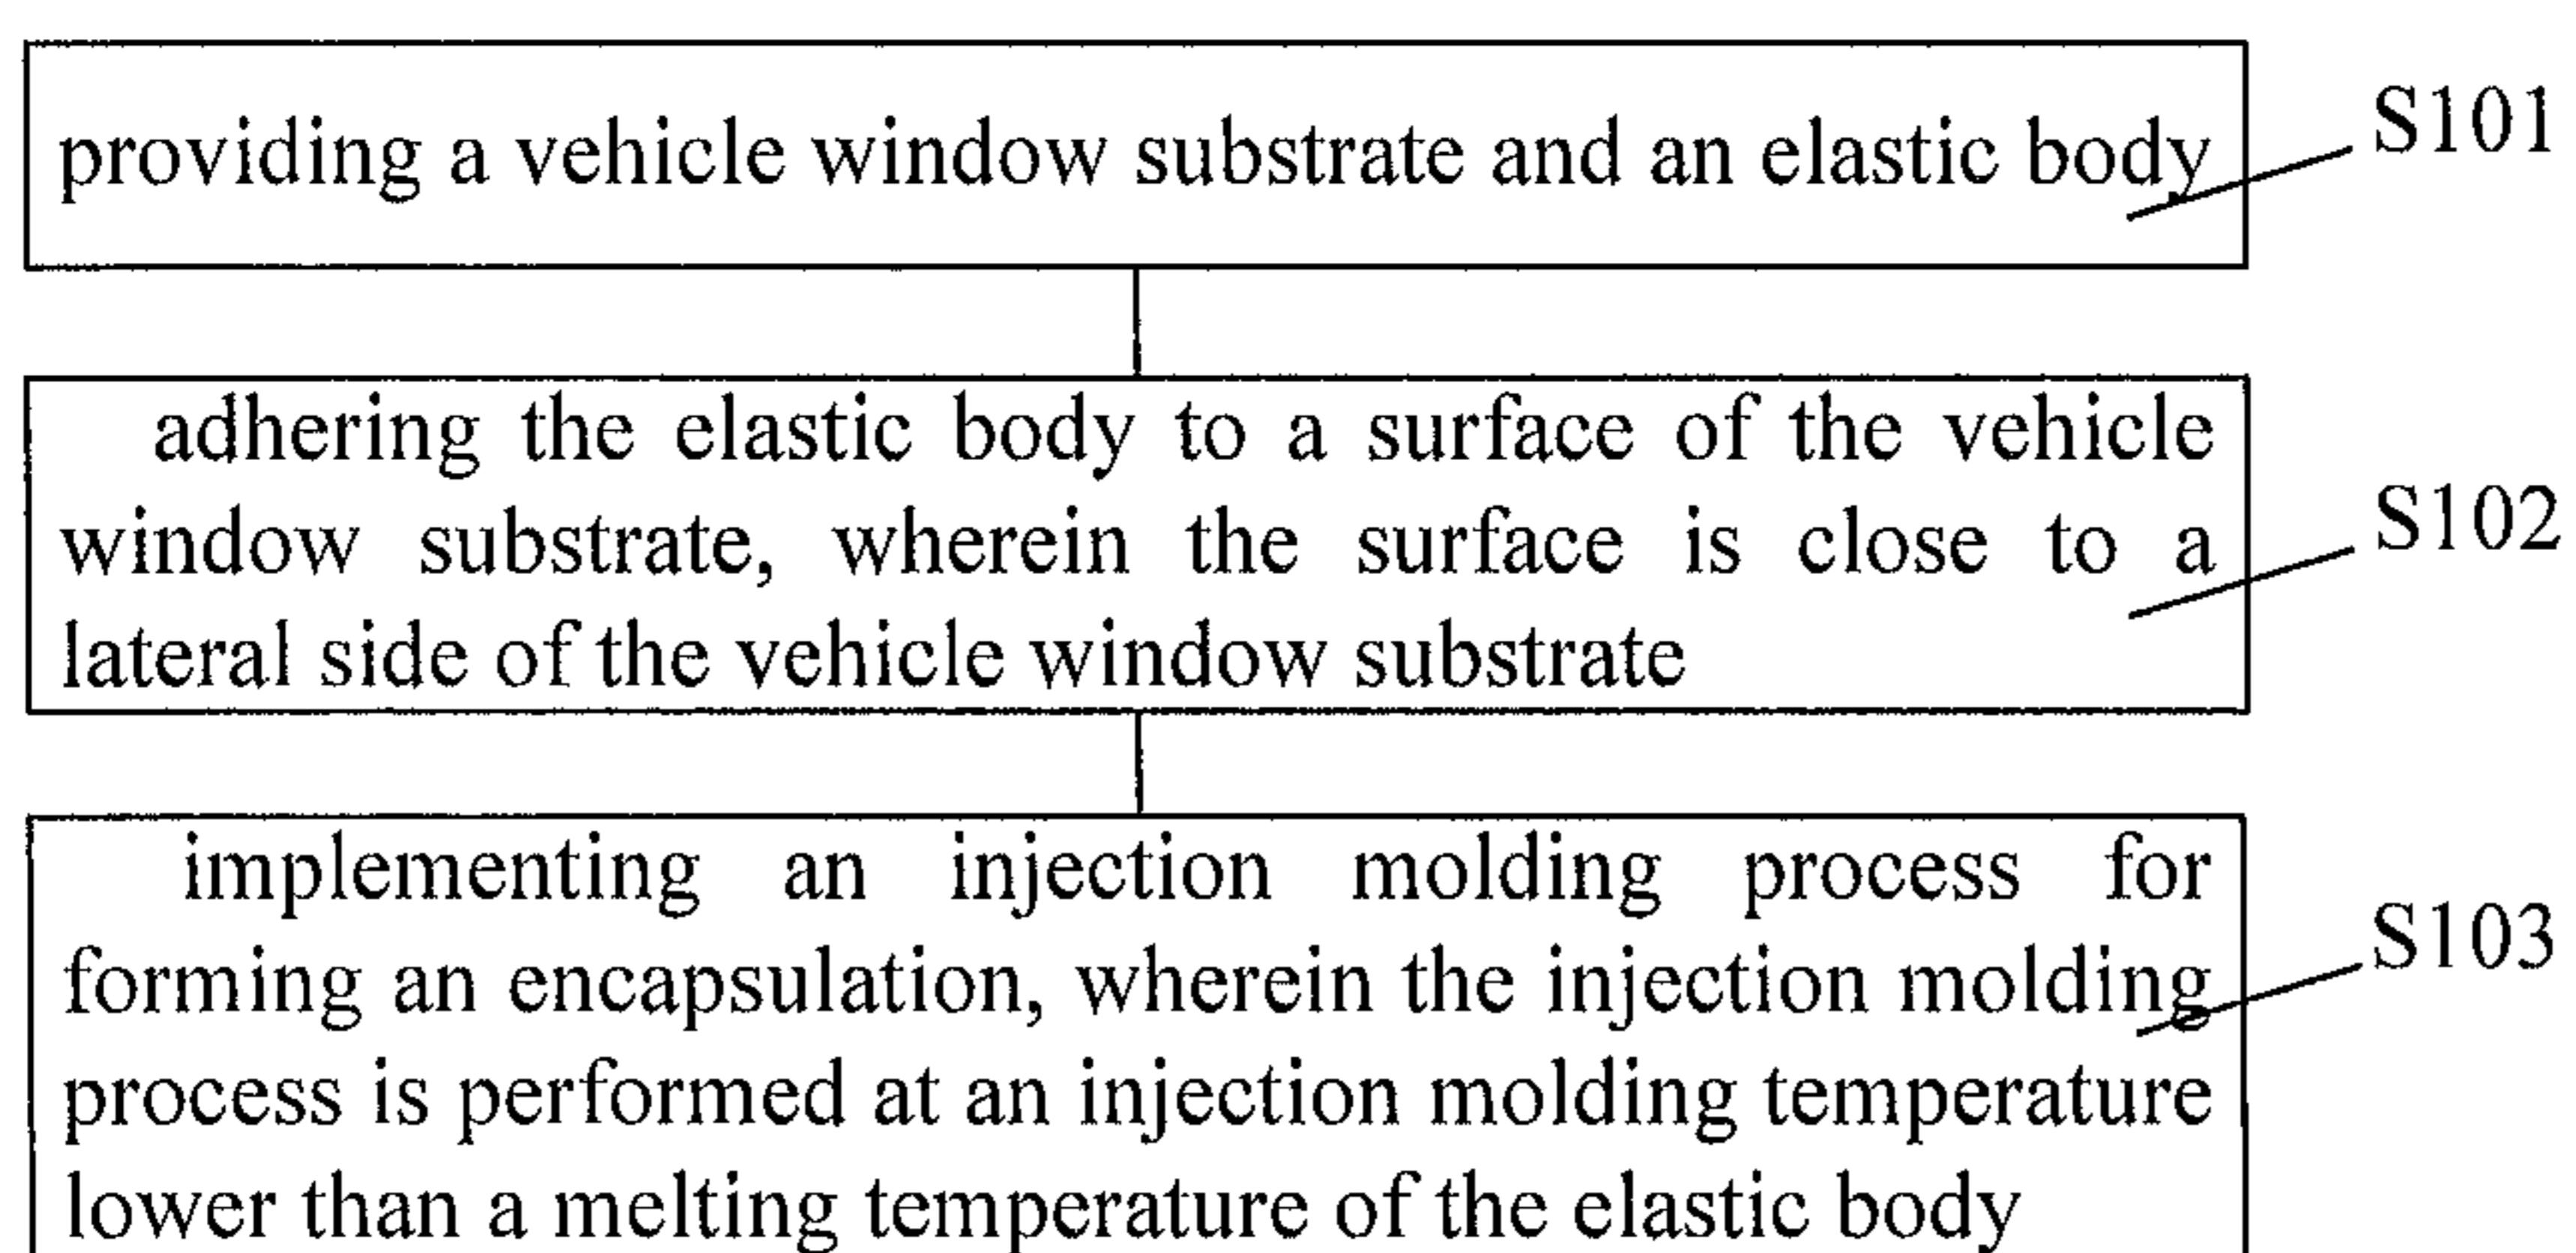 providing a vehicle window substrate and an elastic body
S101
adhering the elastic body to a surface of the vehicle
window substrate, wherein the surface is close to a
lateral side of the vehicle window substrate
S102
implementing an injection molding process for
forming an encapsulation, wherein the injection molding
process is performed at an injection molding temperature
lower than a melting temperature of the elastic body
S103